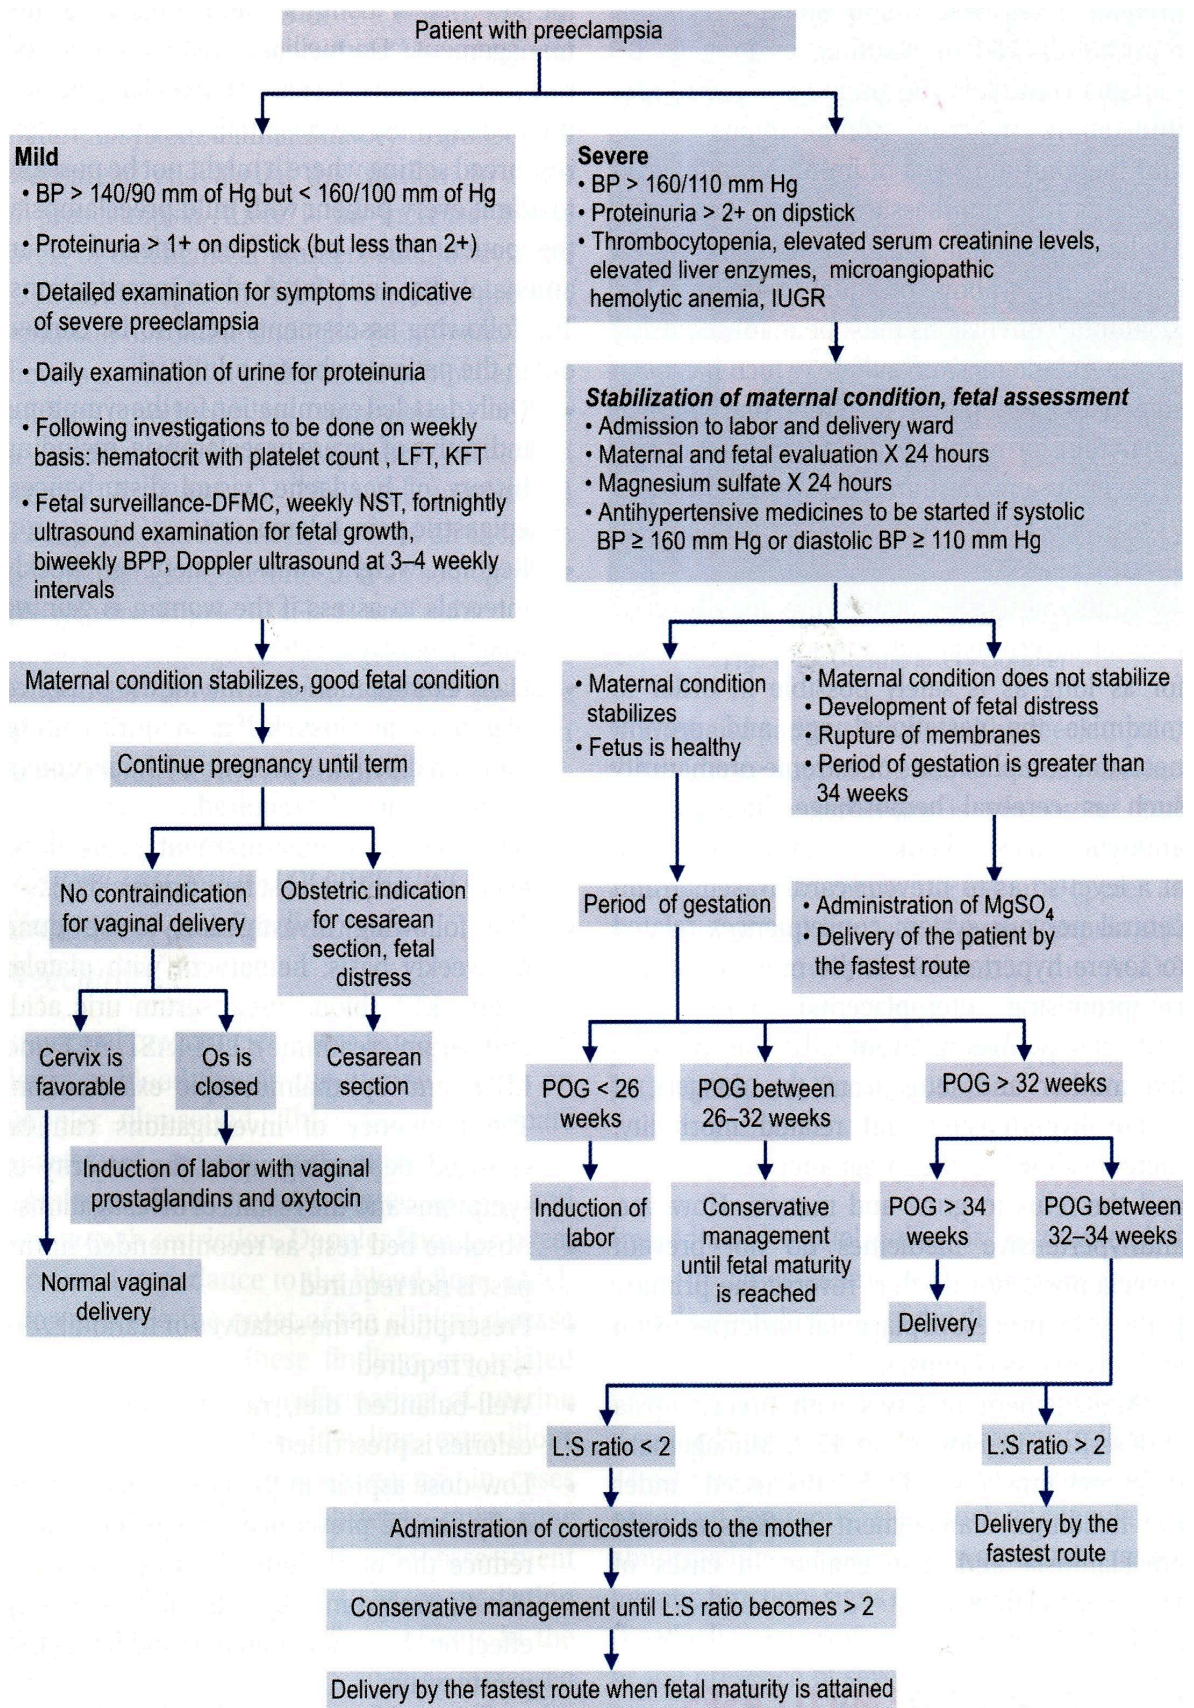 Patient with preeclampsia
Mild
• BP > 140/90 mm of Hg but < 160/100 mm of Hg
• Proteinuria > 1+ on dipstick (but less than 2+)
• Detailed examination for symptoms indicative
of severe preeclampsia
• Daily examination of urine for proteinuria
• Following investigations to be done on weekly
basis: hematocrit with platelet count , LFT, KFT
• Fetal surveillance-DFMC, weekly NST, fortnightly
ultrasound examination for fetal growth,
biweekly BPP, Doppler ultrasound at 3–4 weekly
intervals
Maternal condition stabilizes, good fetal condition
Continue pregnancy until term
No contraindication
for vaginal delivery
Obstetric indication
for cesarean
section, fetal
distress
Cervix is
favorable
Os is
closed
Cesarean
section
Induction of labor with vaginal
prostaglandins and oxytocin
Normal vaginal
delivery
Severe
• BP > 160/110 mm Hg
• Proteinuria > 2+ on dipstick
• Thrombocytopenia, elevated serum creatinine levels,
elevated liver enzymes, microangiopathic
hemolytic anemia, IUGR
Stabilization of maternal condition, fetal assessment
• Admission to labor and delivery ward
• Maternal and fetal evaluation X 24 hours
• Magnesium sulfate X 24 hours
• Antihypertensive medicines to be started if systolic
BP ≥ 160 mm Hg or diastolic BP ≥ 110 mm Hg
• Maternal condition
stabilizes
• Fetus is healthy
• Maternal condition does not stabilize
• Development of fetal distress
• Rupture of membranes
• Period of gestation is greater than
34 weeks
Period of gestation
• Administration of MgSO₄
• Delivery of the patient by
the fastest route
POG < 26
weeks
POG between
26–32 weeks
POG > 32 weeks
Induction of
labor
Conservative
management
until fetal maturity
is reached
POG > 34
weeks
POG between
32–34 weeks
Delivery
L:S ratio < 2
L:S ratio > 2
Administration of corticosteroids to the mother
Delivery by the
fastest route
Conservative management until L:S ratio becomes > 2
Delivery by the fastest route when fetal maturity is attained